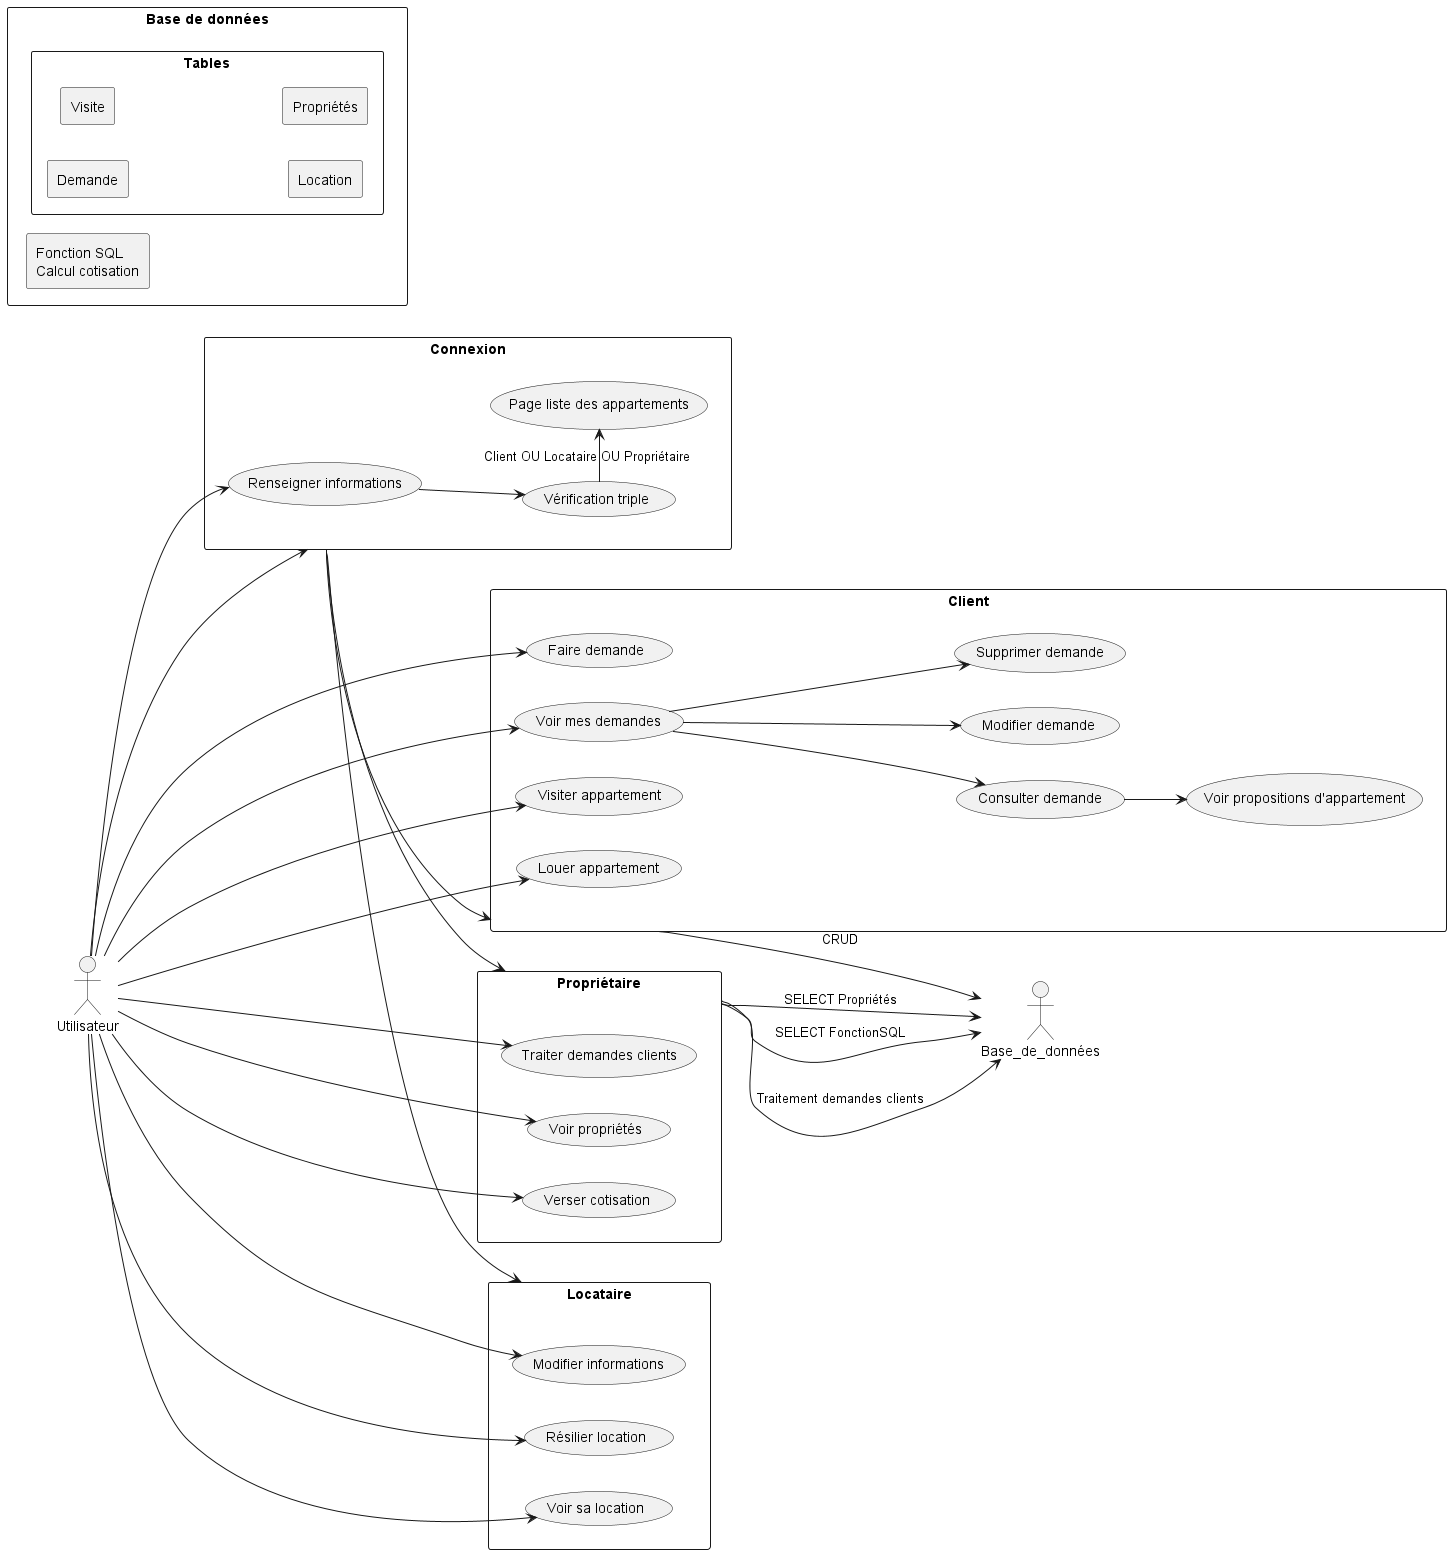 Base de données
Tables
Visite
Propriétés
Demande
Location
Fonction SQL
Calcul cotisation
Connexion
Page liste des appartements
Client OU Locataire OU Propriétaire
Renseigner informations
Vérification triple
Client
Faire demande
Supprimer demande
Voir mes demandes
Modifier demande
Visiter appartement
Consulter demande
Voir propositions d'appartement
Louer appartement
CRUD
Utilisateur
Propriétaire
SELECT Propriétés
SELECT FonctionSQL
Base_de_données
Traiter demandes clients
Traitement demandes clients
Voir propriétés
Verser cotisation
Locataire
Modifier informations
Résilier location
Voir sa location